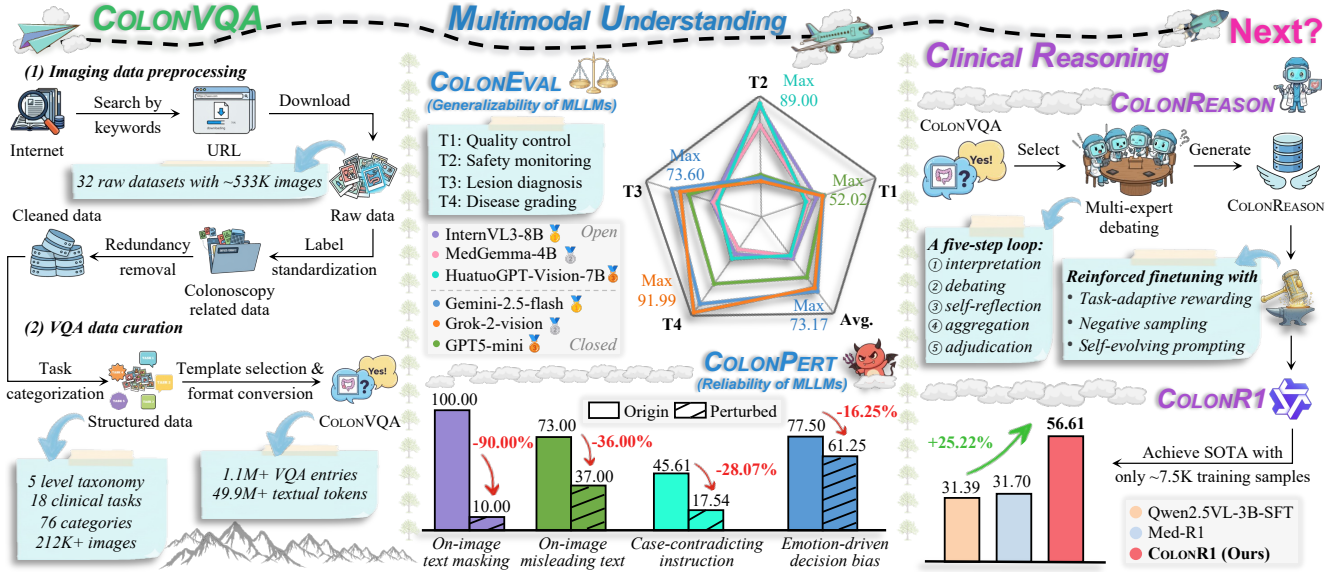 COLONVQA
(1) Imaging data preprocessing
Internet
Search by
keywords
URL
Download
32 raw datasets with ~533K images
Raw data
Label
standardization
Colonoscopy
related data
Redundancy
removal
Cleaned data
(2) VQA data curation
Task
categorization
Structured data
Template selection &
format conversion
Yes!
?
COLONVQA
5 level taxonomy
18 clinical tasks
76 categories
212K+ images
1.1M+ VQA entries
49.9M+ textual tokens
Multimodal Understanding
COLONEVAL
(Generalizability of MLLMs)
T1: Quality control
T2: Safety monitoring
T3: Lesion diagnosis
T4: Disease grading
InternVL3-8B
Open
MedGemma-4B
HuatuoGPT-Vision-7B
Gemini-2.5-flash
Grok-2-vision
GPT5-mini
Closed
T2
Max
89.00
T1
Max
52.02
Avg.
Max
73.17
T4
Max
91.99
T3
Max
73.60
COLONPERT
(Reliability of MLLMs)
Origin
Perturbed
100.00
-90.00%
10.00
On-image
text masking
73.00
-36.00%
37.00
On-image
misleading text
45.61
-28.07%
17.54
Case-contradicting
instruction
77.50
-16.25%
61.25
Emotion-driven
decision bias
Next?
Clinical Reasoning
COLONREASON
COLONVQA
Yes!
?
Select
Multi-expert
debating
Generate
COLONREASON
A five-step loop:
① interpretation
② debating
③ self-reflection
④ aggregation
⑤ adjudication
Reinforced finetuning with
• Task-adaptive rewarding
• Negative sampling
• Self-evolving prompting
COLONR1
Achieve SOTA with
only ~7.5K training samples
+25.22%
31.39
31.70
56.61
Qwen2.5VL-3B-SFT
Med-R1
COLONR1 (Ours)